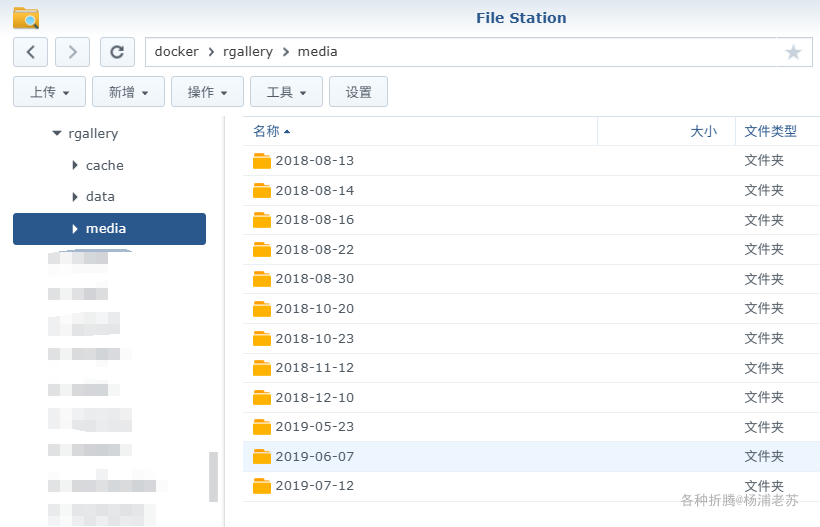 File Station
docker > rgallery > media
上传 新增 操作 工具 设置
rgallery
cache
data
media
名称 大小 文件类型
2018-08-13 文件夹
2018-08-14 文件夹
2018-08-16 文件夹
2018-08-22 文件夹
2018-08-30 文件夹
2018-10-20 文件夹
2018-10-23 文件夹
2018-11-12 文件夹
2018-12-10 文件夹
2019-05-23 文件夹
2019-06-07 文件夹
2019-07-12 文件夹
各种折腾@杨浦老苏